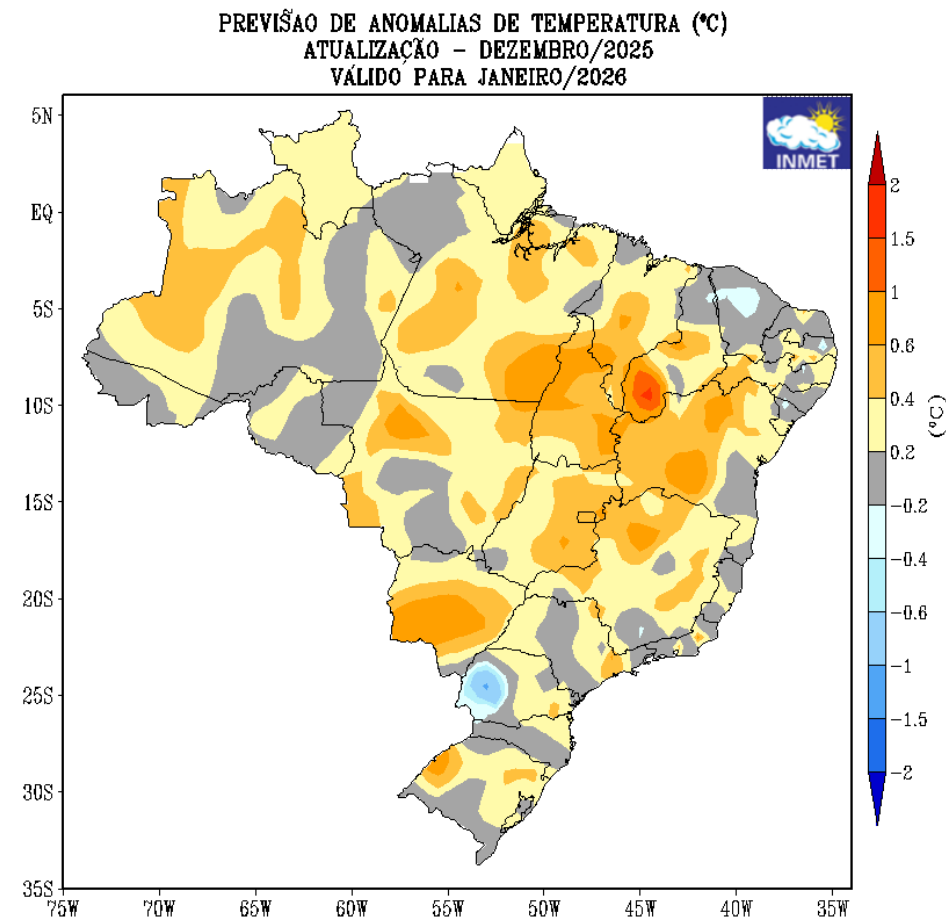 PREVISÃO DE ANOMALIAS DE TEMPERATURA (°C)
ATUALIZAÇÃO - DEZEMBRO/2025
VÁLIDO PARA JANEIRO/2026
INMET
5N
EQ
5S
10S
15S
20S
25S
30S
35S
75W 70W 65W 60W 55W 50W 45W 40W 35W
2
1.5
1
0.6
0.4
0.2
-0.2
-0.4
-0.6
-1
-1.5
-2
(°C)